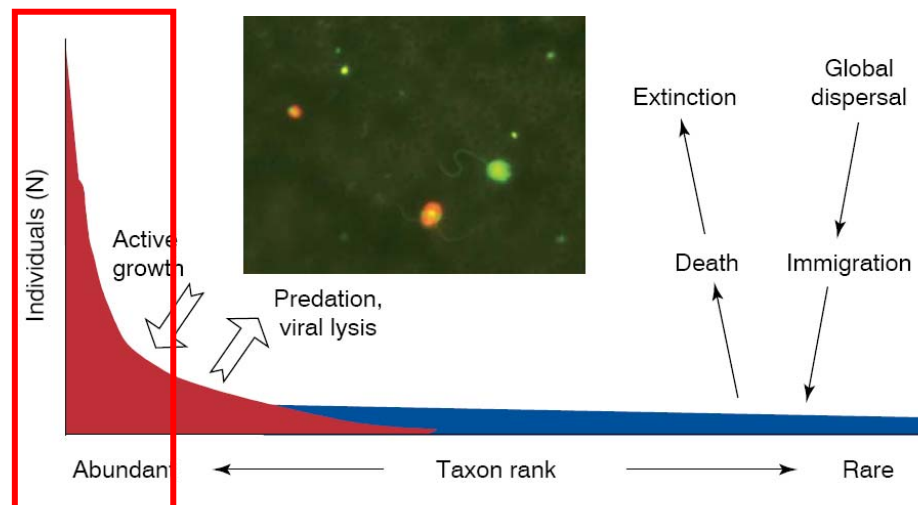 Individuals (N)
Active
growth
Predation,
viral lysis
Extinction
Global
dispersal
Death
Immigration
Abundant
Taxon rank
Rare